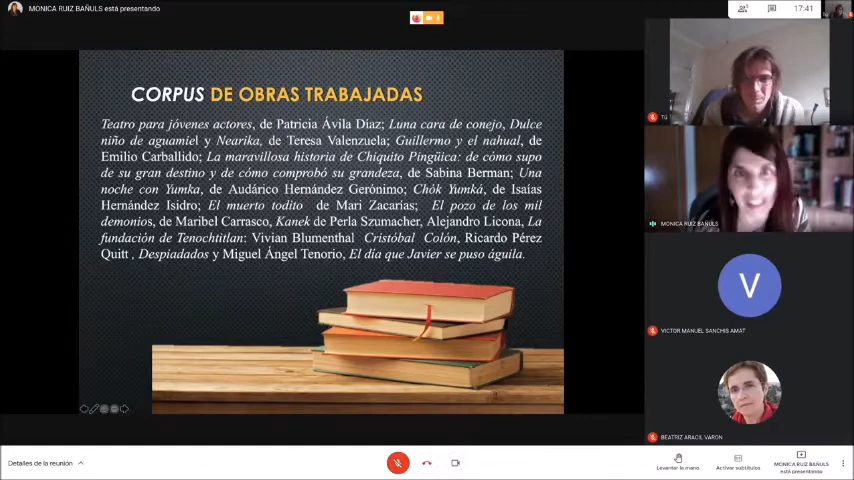 MONICA RUIZ BAÑULS está presentando
17:41
CORPUS DE OBRAS TRABAJADAS
Teatro para jóvenes actores, de Patricia Ávila Díaz; Luna cara de conejo, Dulce
niño de aguamiel y Nearika, de Teresa Valenzuela; Guillermo y el nahual, de
Emilio Carballido; La maravillosa historia de Chiquito Pingüica: de cómo supo
de su gran destino y de cómo comprobó su grandeza, de Sabina Berman; Una
noche con Yumka, de Audárico Hernández Gerónimo; Chók Yumká, de Isaías
Hernández Isidro; El muerto todito de Mari Zacarías; El pozo de los mil
demonios, de Maribel Carrasco, Kanek de Perla Szumacher, Alejandro Licona, La
fundación de Tenochtitlan: Vivian Blumenthal Cristóbal Colón, Ricardo Pérez
Quitt , Despiadados y Miguel Ángel Tenorio, El día que Javier se puso águila.
Tú
MONICA RUIZ BAÑULS
V
VICTOR MANUEL SANCHIS AMAT
BEATRIZ ARACIL VARON
Detalles de la reunión
Levantar la mano
Activar subtítulos
MONICA RUIZ BAÑULS
está presentando